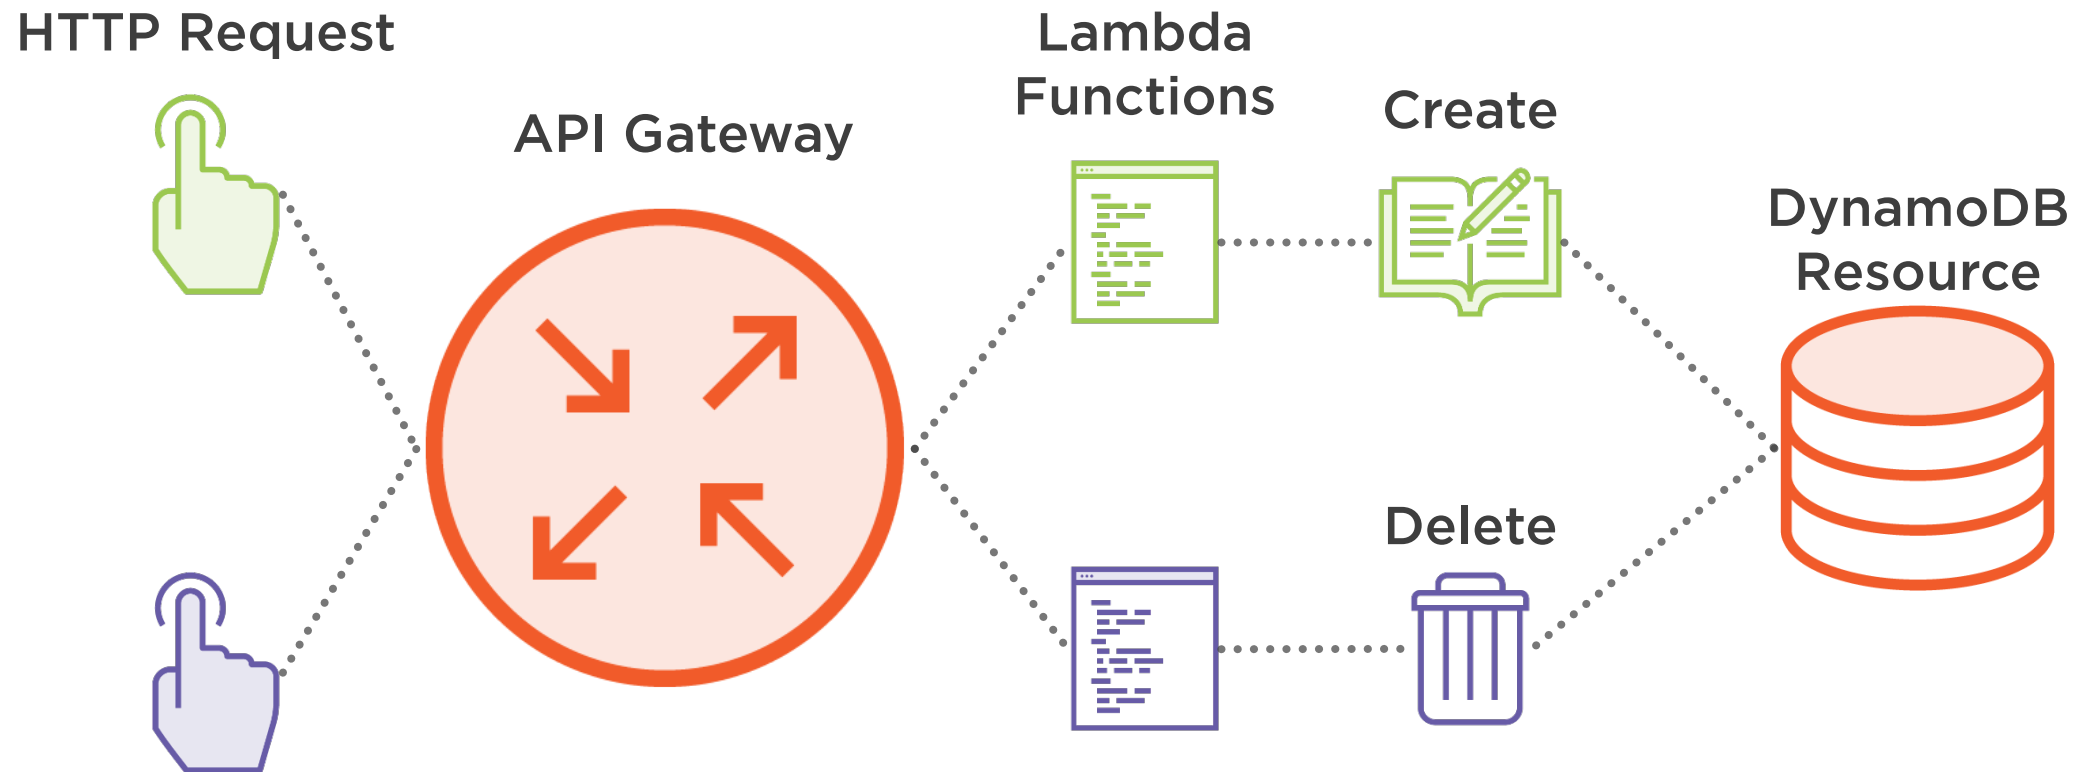 HTTP Request
API Gateway
Lambda
Functions
Create
Delete
DynamoDB
Resource